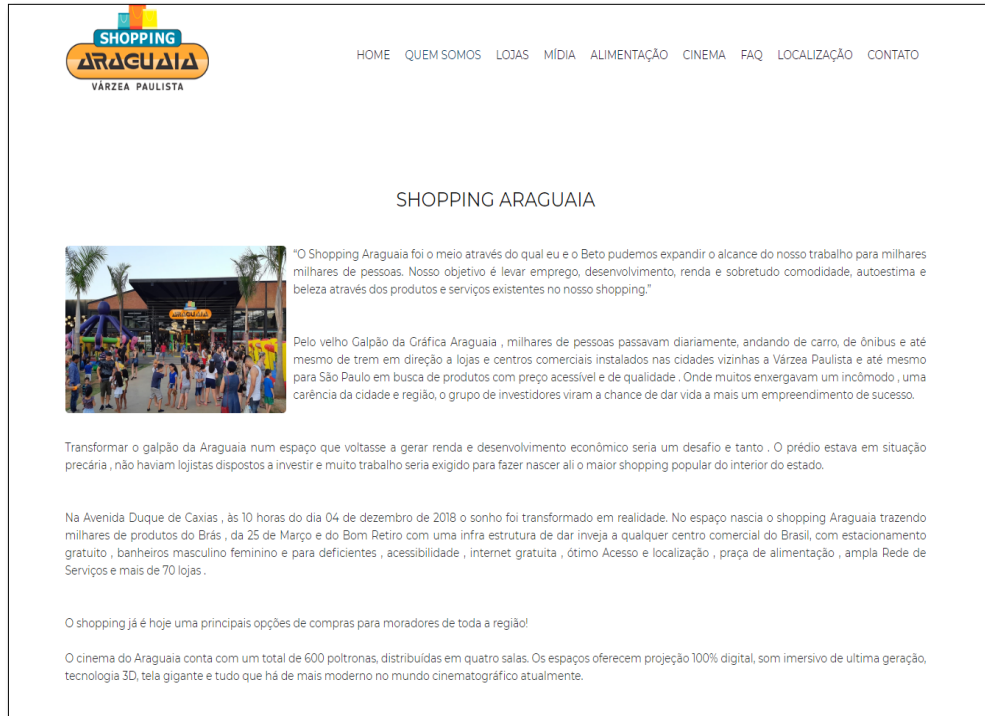 SHOPPING
ARAGUAIA
VÁRZEA PAULISTA
HOME QUEM SOMOS LOJAS MÍDIA ALIMENTAÇÃO CINEMA FAQ LOCALIZAÇÃO CONTATO
SHOPPING ARAGUAIA
"O Shopping Araguaia foi o meio através do qual eu e o Beto pudemos expandir o alcance do nosso trabalho para milhares
milhares de pessoas. Nosso objetivo é levar emprego, desenvolvimento, renda e sobretudo comodidade, autoestima e
beleza através dos produtos e serviços existentes no nosso shopping."
ARAGUAIA
Pelo velho Galpão da Gráfica Araguaia , milhares de pessoas passavam diariamente, andando de carro, de ônibus e até
mesmo de trem em direção a lojas e centros comerciais instalados nas cidades vizinhas a Várzea Paulista e até mesmo
para São Paulo em busca de produtos com preço acessível e de qualidade . Onde muitos enxergavam um incômodo , uma
carência da cidade e região, o grupo de investidores viram a chance de dar vida a mais um empreendimento de sucesso.
Transformar o galpão da Araguaia num espaço que voltasse a gerar renda e desenvolvimento econômico seria um desafio e tanto . O prédio estava em situação
precária , não haviam lojistas dispostos a investir e muito trabalho seria exigido para fazer nascer ali o maior shopping popular do interior do estado.
Na Avenida Duque de Caxias , às 10 horas do dia 04 de dezembro de 2018 o sonho foi transformado em realidade. No espaço nascia o shopping Araguaia trazendo
milhares de produtos do Brás , da 25 de Março e do Bom Retiro com uma infra estrutura de dar inveja a qualquer centro comercial do Brasil, com estacionamento
gratuito , banheiros masculino feminino e para deficientes , acessibilidade , internet gratuita , ótimo Acesso e localização , praça de alimentação , ampla Rede de
Serviços e mais de 70 lojas .
O shopping já é hoje uma principais opções de compras para moradores de toda a região!
O cinema do Araguaia conta com um total de 600 poltronas, distribuídas em quatro salas. Os espaços oferecem projeção 100% digital, som imersivo de ultima geração,
tecnologia 3D, tela gigante e tudo que há de mais moderno no mundo cinematográfico atualmente.